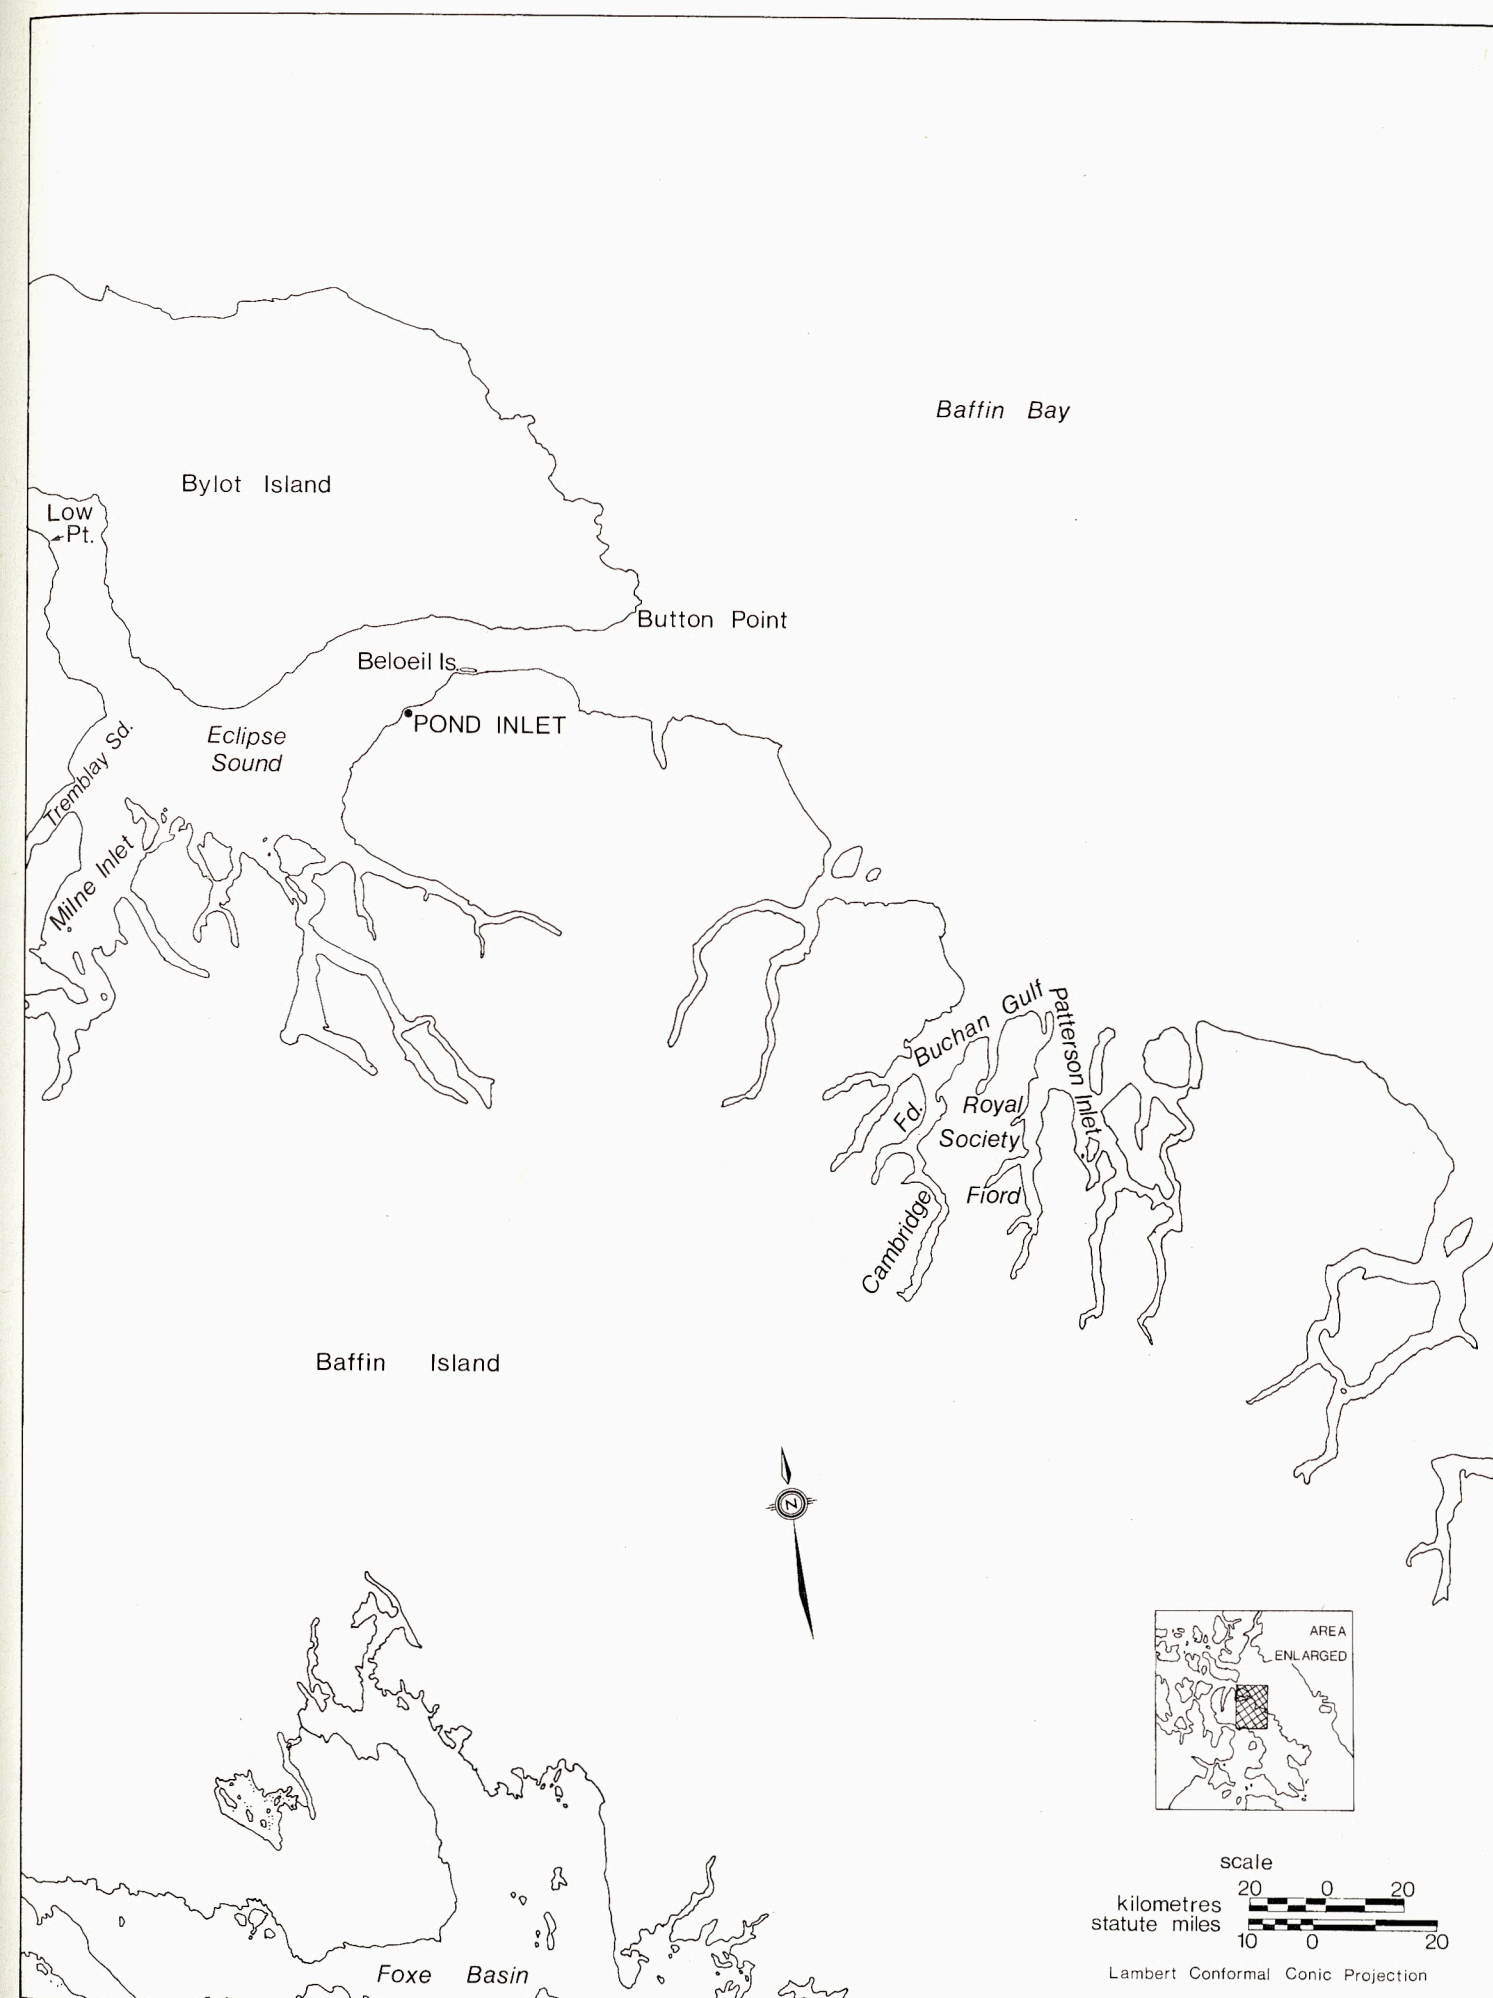 Baffin Bay
Bylot Island
Low
Pt.
Button Point
Beloeil Is.
POND INLET
Eclipse
Sound
Tremblay Sd.
Milne Inlet
Buchan Gulf
Patterson Inlet
Fd.
Royal
Society
Fiord
Cambridge
Baffin Island
N
AREA
ENLARGED
scale
20 0 20
kilometres
statute miles
10 0 20
Foxe Basin
Lambert Conformal Conic Projection